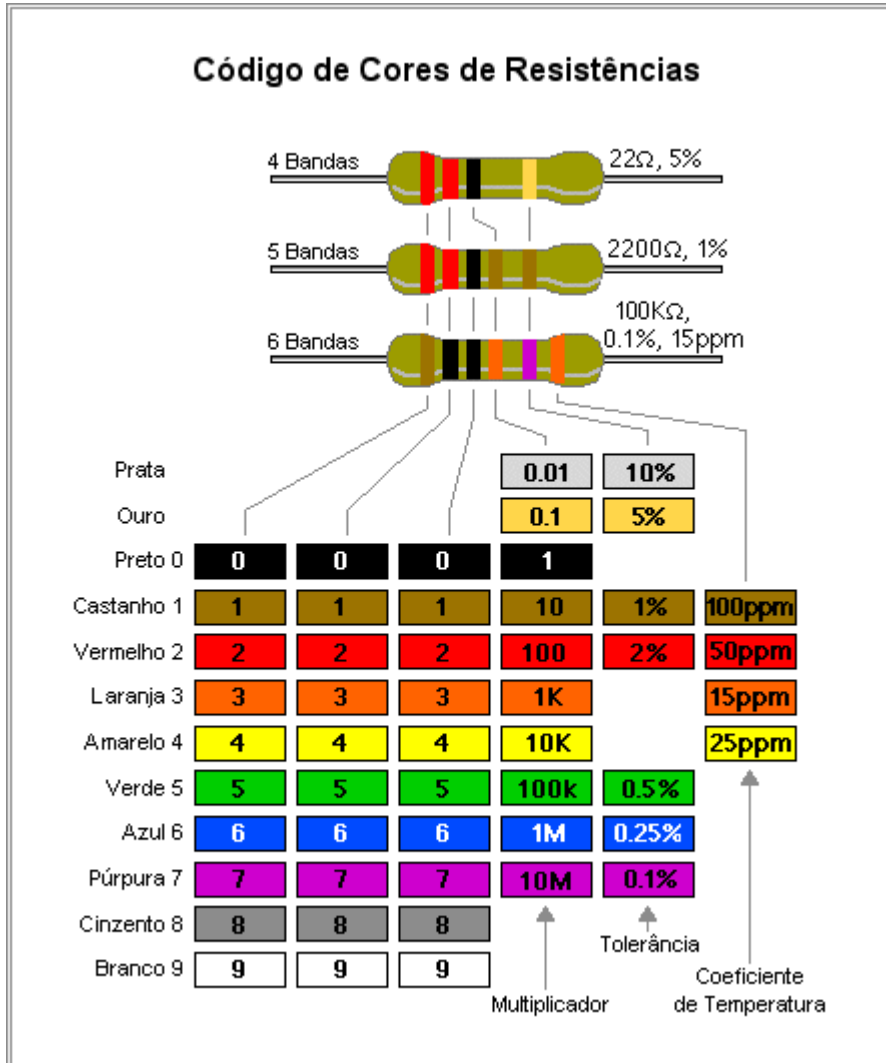 Código de Cores de Resistências
4 Bandas 22Ω, 5%
5 Bandas 2200Ω, 1%
6 Bandas 100KΩ,
0.1%, 15ppm
Prata 0.01 10%
Ouro 0.1 5%
Preto 0 0 0 0 1
Castanho 1 1 1 1 10 1% 100ppm
Vermelho 2 2 2 2 100 2% 50ppm
Laranja 3 3 3 3 1K 15ppm
Amarelo 4 4 4 4 10K 25ppm
Verde 5 5 5 5 100k 0.5%
Azul 6 6 6 6 1M 0.25%
Púrpura 7 7 7 7 10M 0.1%
Cinzento 8 8 8 8
Branco 9 9 9 9
Multiplicador
Tolerância
Coeficiente
de Temperatura